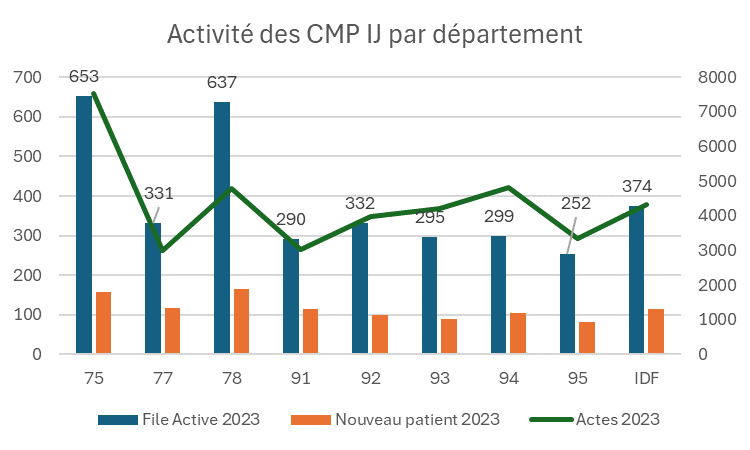 Activité des CMP IJ par département
700 653 637 8000
600 7000
500 6000
400 331 332 252 374 5000
300 290 295 299 4000
200 3000
100 2000
0 1000
0
75 77 78 91 92 93 94 95 IDF
File Active 2023 Nouveau patient 2023 Actes 2023